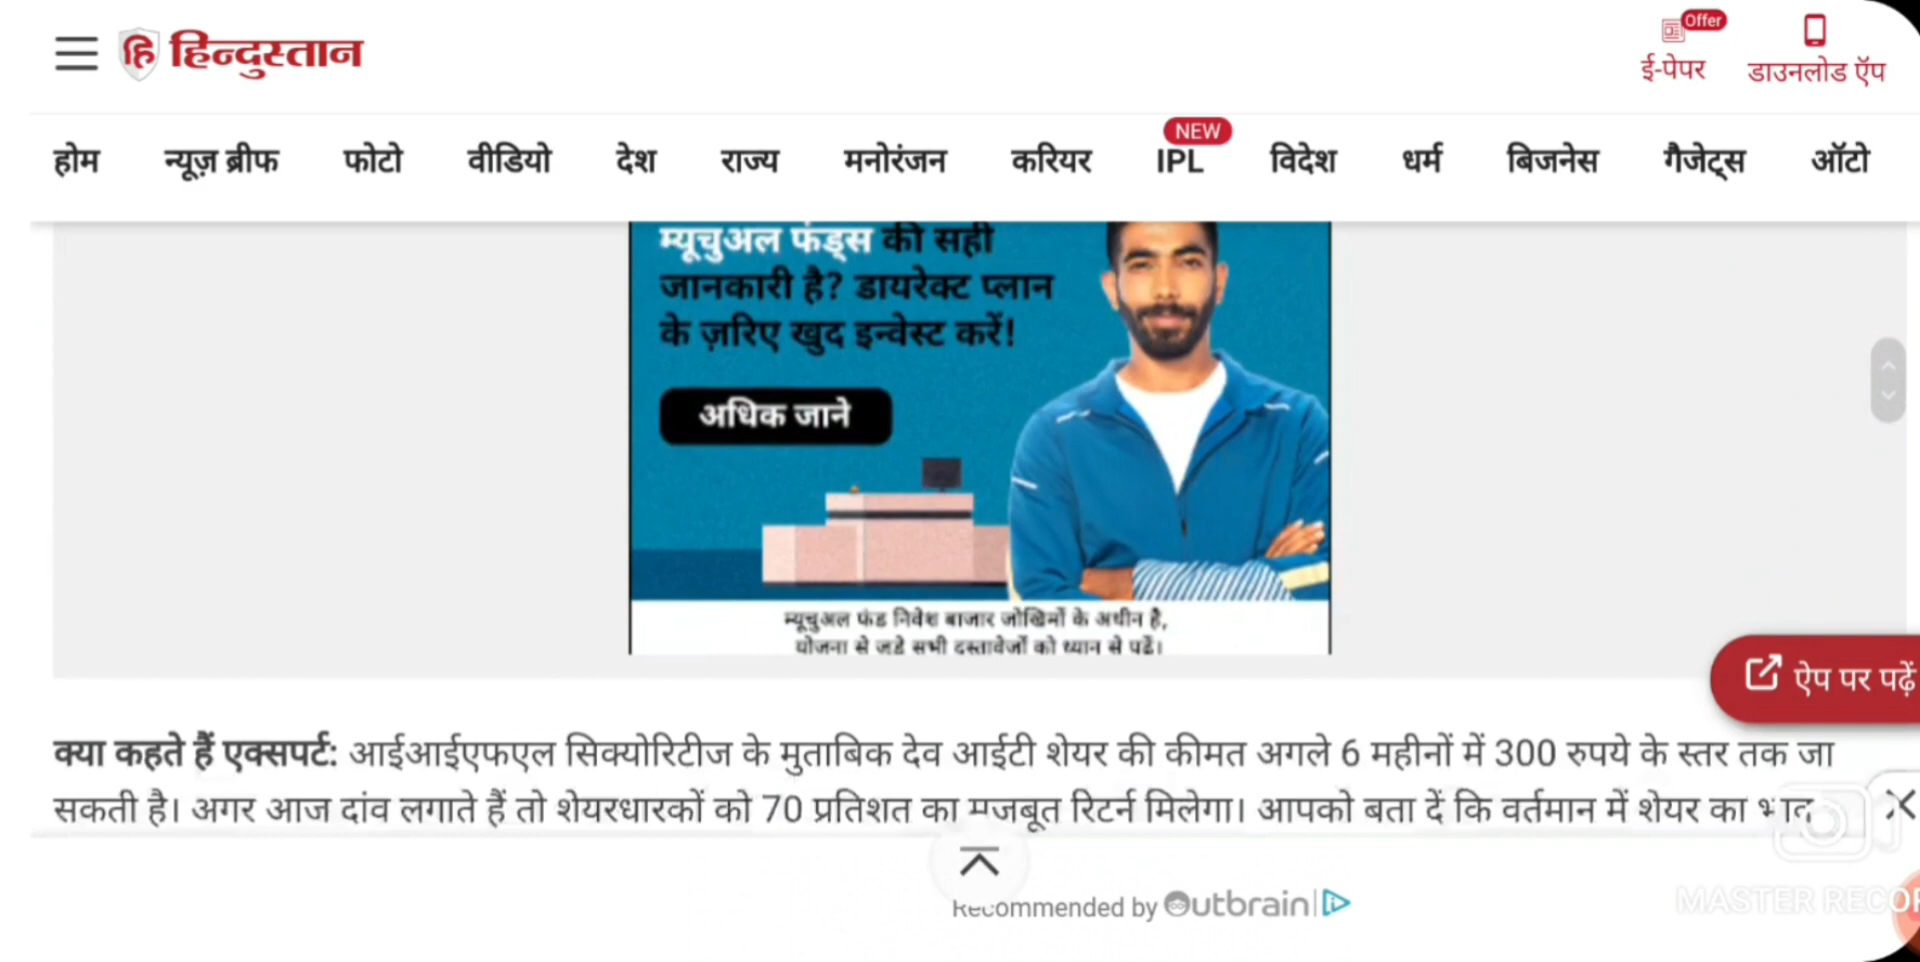 हि हिन्दुस्तान
Offer
ई-पेपर
डाउनलोड ऍप
होम न्यूज़ ब्रीफ फोटो वीडियो देश राज्य मनोरंजन करियर NEW IPL विदेश धर्म बिजनेस गैजेट्स ऑटो
म्यूचुअल फंड्स की सही
जानकारी है? डायरेक्ट प्लान
के ज़रिए खुद इन्वेस्ट करें!
अधिक जाने
म्यूचुअल फंड निवेश बाजार जोखिमों के अधीन है,
योजना से जुड़े सभी दस्तावेजों को ध्यान से पढ़ें।
ऐप पर पढ़ें
क्या कहते हैं एक्सपर्ट: आईआईएफएल सिक्योरिटीज के मुताबिक देव आईटी शेयर की कीमत अगले 6 महीनों में 300 रुपये के स्तर तक जा
सकती है। अगर आज दांव लगाते हैं तो शेयरधारकों को 70 प्रतिशत का मजबूत रिटर्न मिलेगा। आपको बता दें कि वर्तमान में शेयर का भाव
Recommended by Outbrain
MASTER RECOR